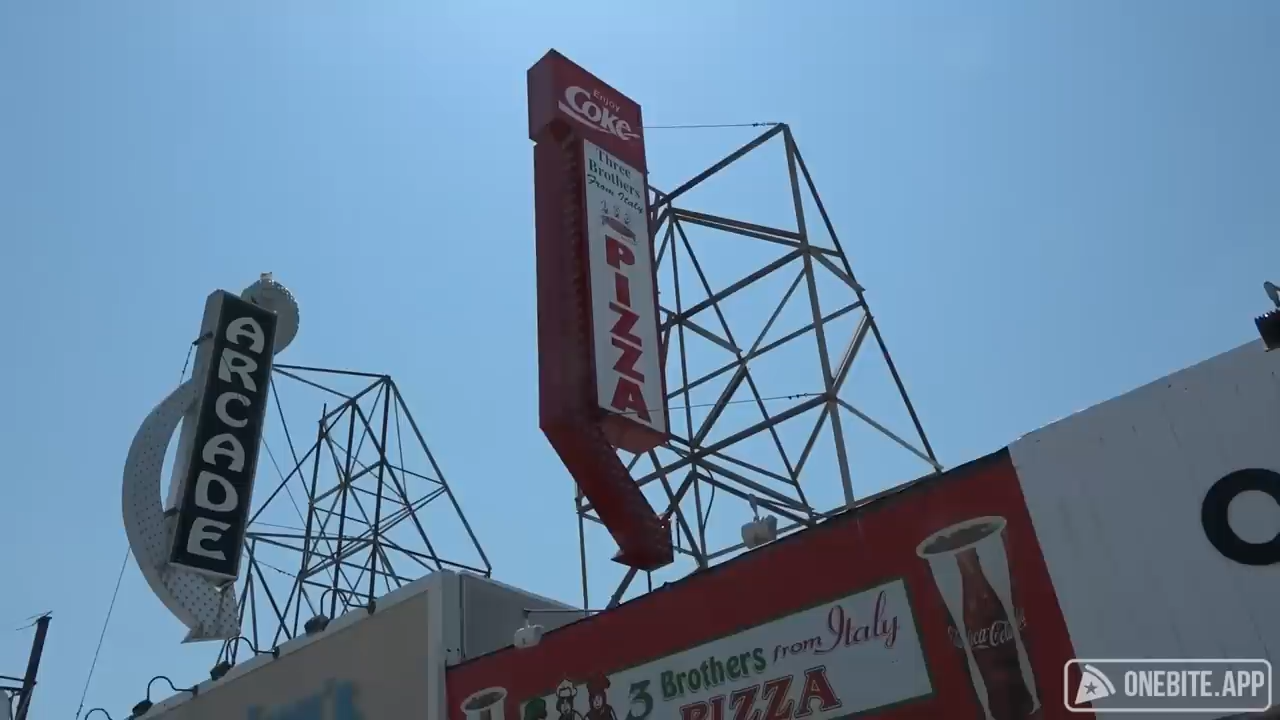 Enjoy
Coke
Three
Brothers
From Italy
PIZZA
ARCADE
3 Brothers from Italy
PIZZA
Coca-Cola
ONEBITE.APP